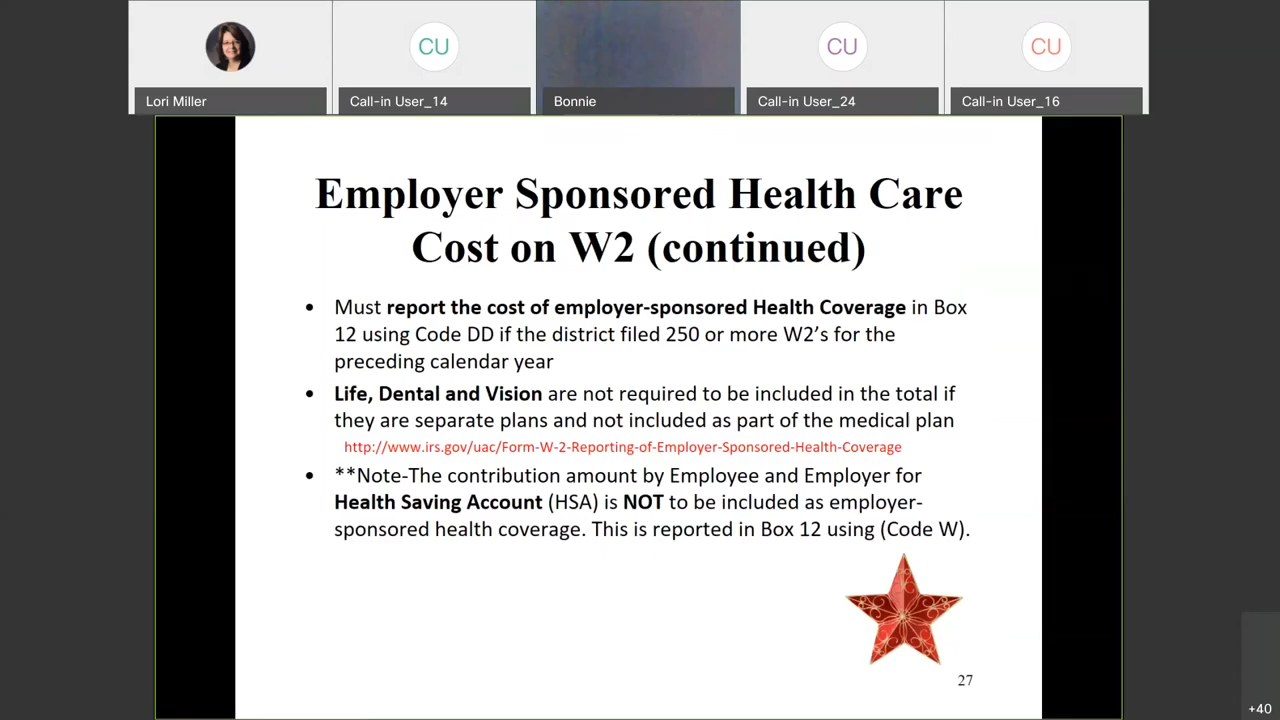 CU
CU
CU
Lori Miller
Call-in User_14
Bonnie
Call-in User_24
Call-in User_16
Employer Sponsored Health Care
Cost on W2 (continued)
• Must report the cost of employer-sponsored Health Coverage in Box
12 using Code DD if the district filed 250 or more W2’s for the
preceding calendar year
• Life, Dental and Vision are not required to be included in the total if
they are separate plans and not included as part of the medical plan
http://www.irs.gov/uac/Form-W-2-Reporting-of-Employer-Sponsored-Health-Coverage
• **Note-The contribution amount by Employee and Employer for
Health Saving Account (HSA) is NOT to be included as employer-
sponsored health coverage. This is reported in Box 12 using (Code W).
27
+40